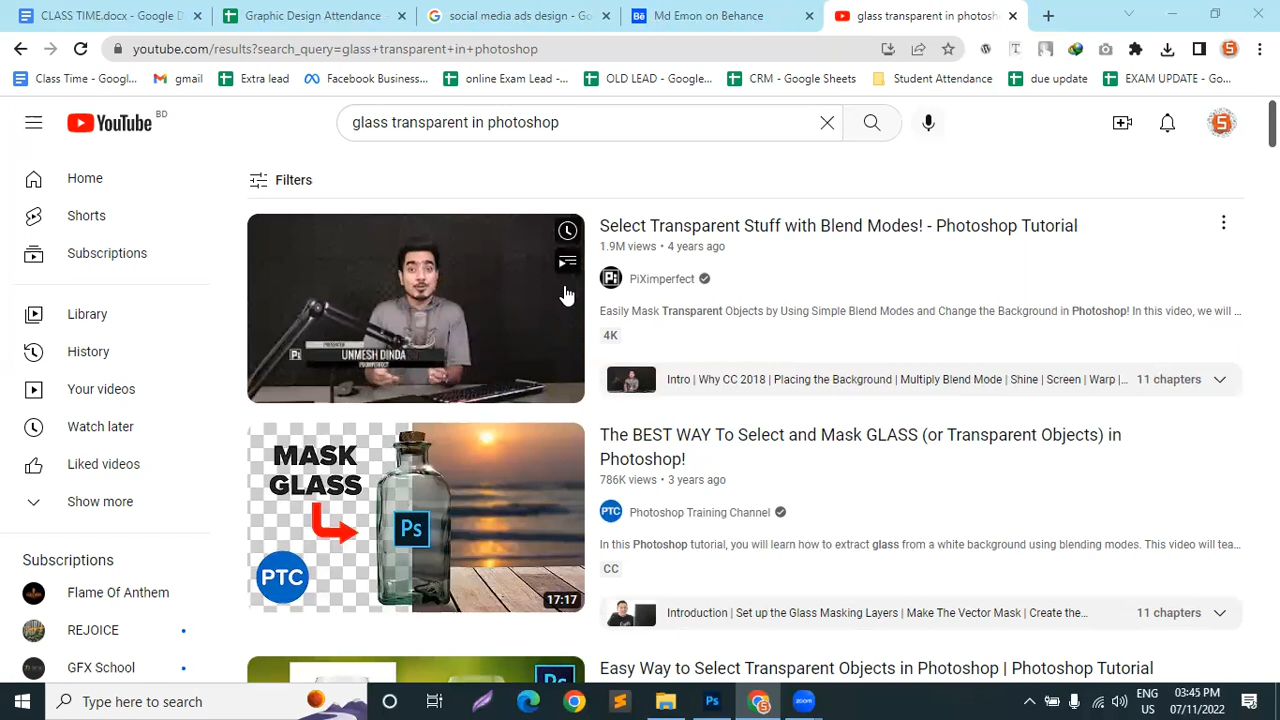 CLASS TIME.docx - Google D
Graphic Design Attendance -
social media ads design - Go
Md Emon on Behance
glass transparent in photosh
youtube.com/results?search_query=glass+transparent+in+photoshop
Class Time - Googl...
gmail
Extra lead
Facebook Business...
online Exam Lead -...
OLD LEAD - Google...
CRM - Google Sheets
Student Attendance
due update
EXAM UPDATE - Go...
YouTube BD
glass transparent in photoshop
Home
Shorts
Subscriptions
Library
History
Your videos
Watch later
Liked videos
Show more
Subscriptions
Flame Of Anthem
REJOICE
GFX School
Filters
Pi
PRESENTER
UNMESH DINDA
PIXIMPERFECT
Select Transparent Stuff with Blend Modes! - Photoshop Tutorial
1.9M views • 4 years ago
Pi PiXimperfect
Easily Mask Transparent Objects by Using Simple Blend Modes and Change the Background in Photoshop! In this video, we will ...
4K
Intro | Why CC 2018 | Placing the Background | Multiply Blend Mode | Shine | Screen | Warp |... 11 chapters
MASK
GLASS
Ps
PTC
17:17
The BEST WAY To Select and Mask GLASS (or Transparent Objects) in
Photoshop!
786K views • 3 years ago
PTC Photoshop Training Channel
In this Photoshop tutorial, you will learn how to extract glass from a white background using blending modes. This video will tea...
CC
Introduction | Set up the Glass Masking Layers | Make The Vector Mask | Create the... 11 chapters
Ps
Easy Way to Select Transparent Objects in Photoshop | Photoshop Tutorial
Type here to search
Ps
zoom
ENG
US
03:45 PM
07/11/2022